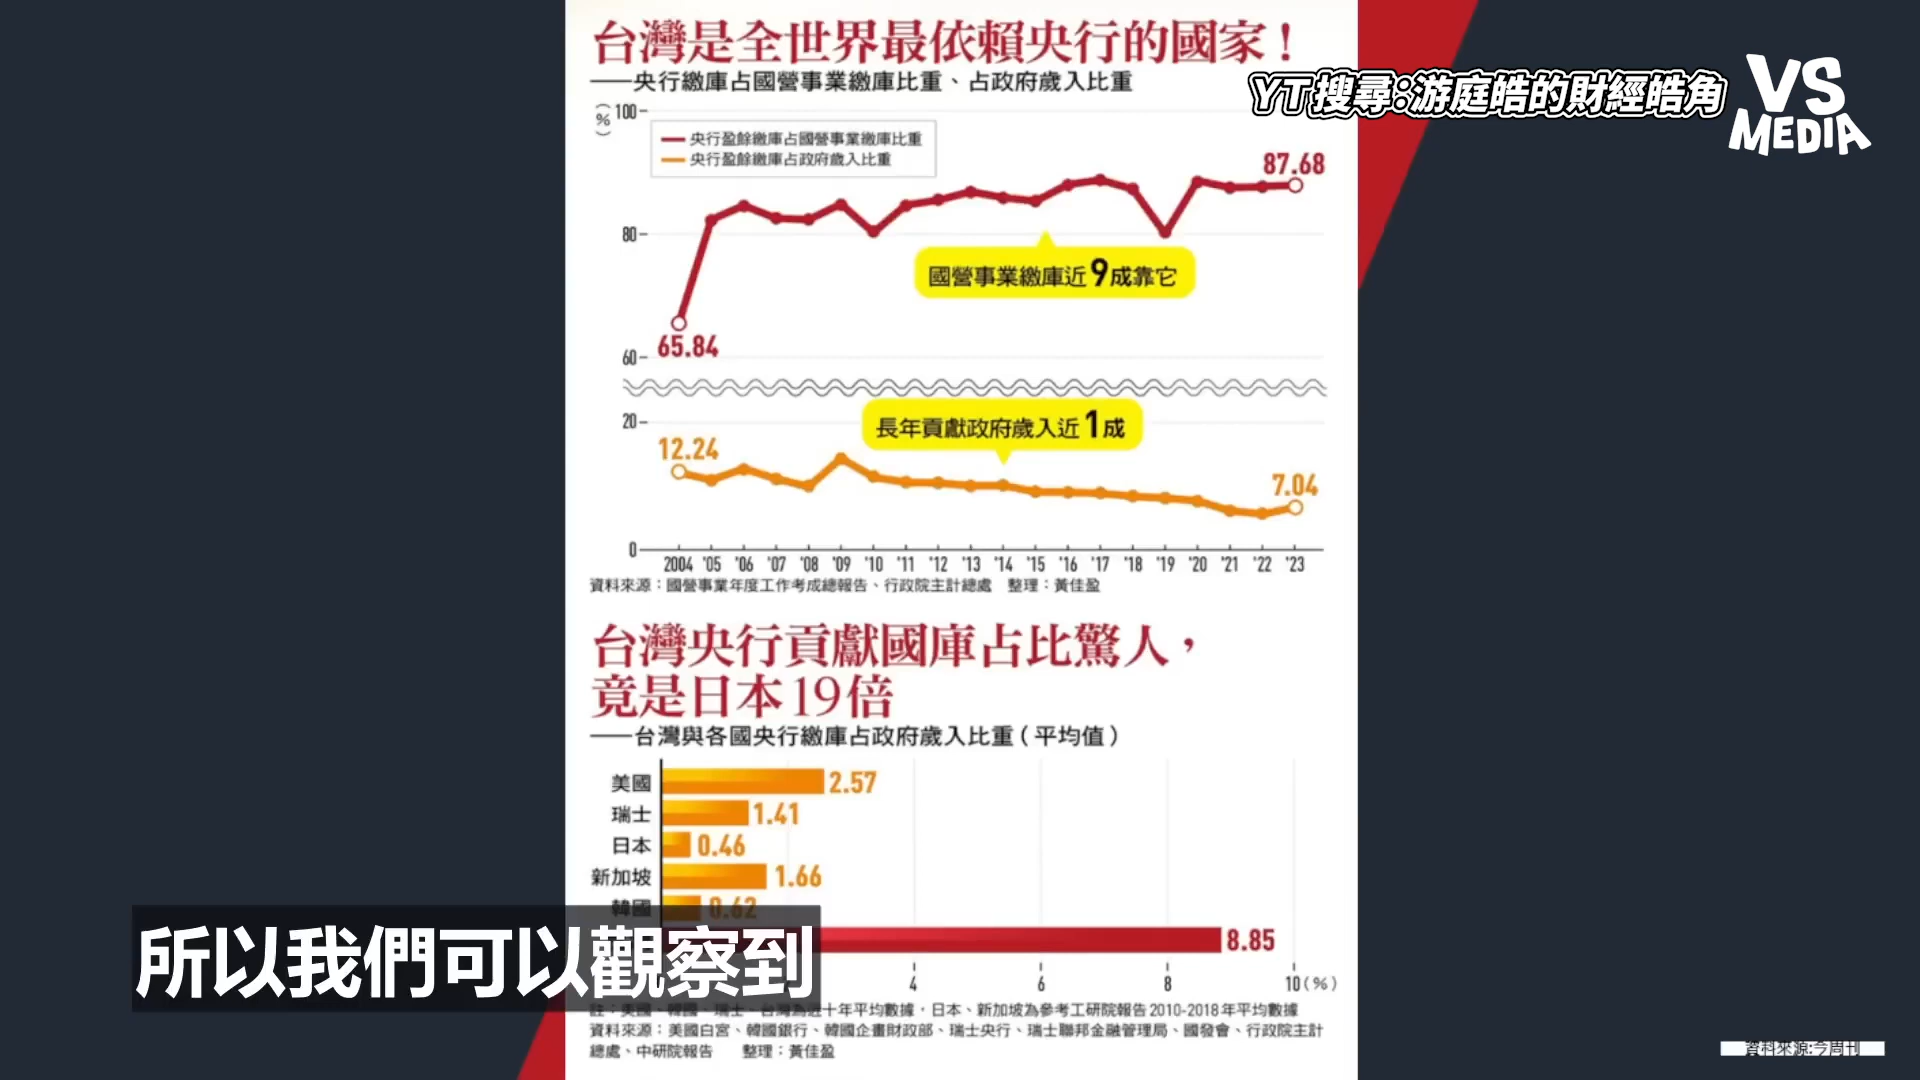 台灣是全世界最依賴央行的國家！
——央行繳庫占國營事業繳庫比重、占政府歲入比重
YT搜尋:游庭皓的財經皓角
VS
MEDIA
(%)
100
央行盈餘繳庫占國營事業繳庫比重
央行盈餘繳庫占政府歲入比重
87.68
80
國營事業繳庫近9成靠它
65.84
60
20
長年貢獻政府歲入近1成
12.24
7.04
0
2004 '05 '06 '07 '08 '09 '10 '11 '12 '13 '14 '15 '16 '17 '18 '19 '20 '21 '22 '23
資料來源：國營事業年度工作考成總報告、行政院主計總處 整理：黃佳盈
台灣央行貢獻國庫占比驚人，
竟是日本19倍
——台灣與各國央行繳庫占政府歲入比重（平均值）
美國 2.57
瑞士 1.41
日本 0.46
新加坡 1.66
韓國 0.62
8.85
所以我們可以觀察到
4 6 8 10(%)
註：美國、韓國、瑞士、台灣為近十年平均數據，日本、新加坡為參考工研院報告2010-2018年平均數據
資料來源：美國白宮、韓國銀行、韓國企畫財政部、瑞士央行、瑞士聯邦金融管理局、國發會、行政院主計
總處、中研院報告 整理：黃佳盈
資料來源:今周刊